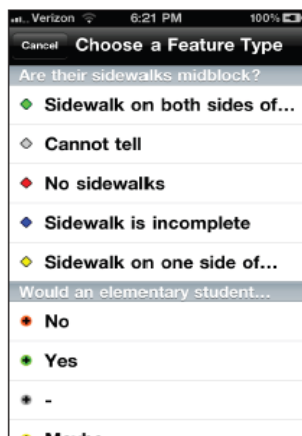 Verizon 6:21 PM 100%
Cancel Choose a Feature Type
Are their sidewalks midblock?
Sidewalk on both sides of...
Cannot tell
No sidewalks
Sidewalk is incomplete
Sidewalk on one side of...
Would an elementary student...
No
Yes
-
Maybe